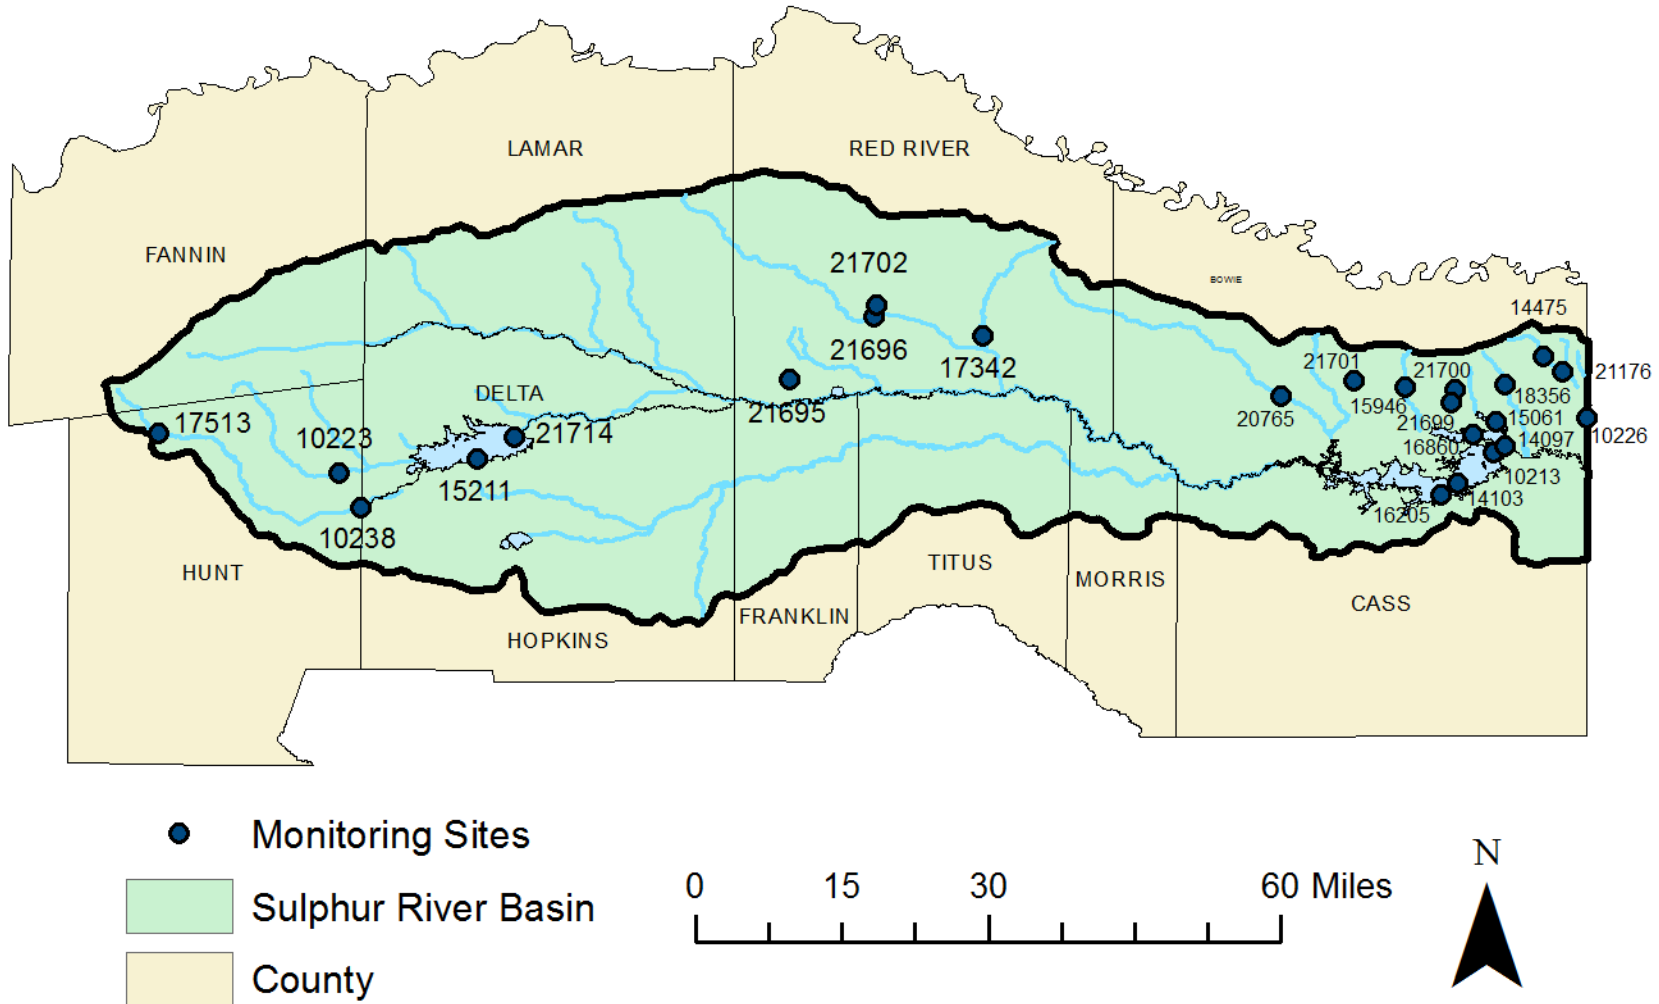 LAMAR
RED RIVER
FANNIN
21702
BOWIE
14475
21696
17342
21701
21700
21176
DELTA
21695
20765
15946
18356
17513
10223
21714
21699
15061
10226
16860
14097
15211
10213
14103
16205
10238
HUNT
TITUS
MORRIS
CASS
FRANKLIN
HOPKINS
Monitoring Sites
Sulphur River Basin
County
0 15 30 60 Miles
N